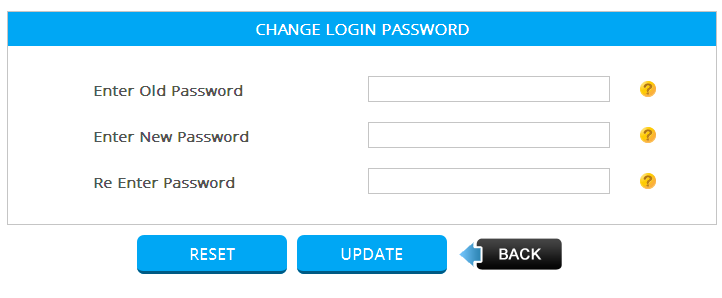 CHANGE LOGIN PASSWORD
Enter Old Password
?
Enter New Password
?
Re Enter Password
?
RESET UPDATE BACK